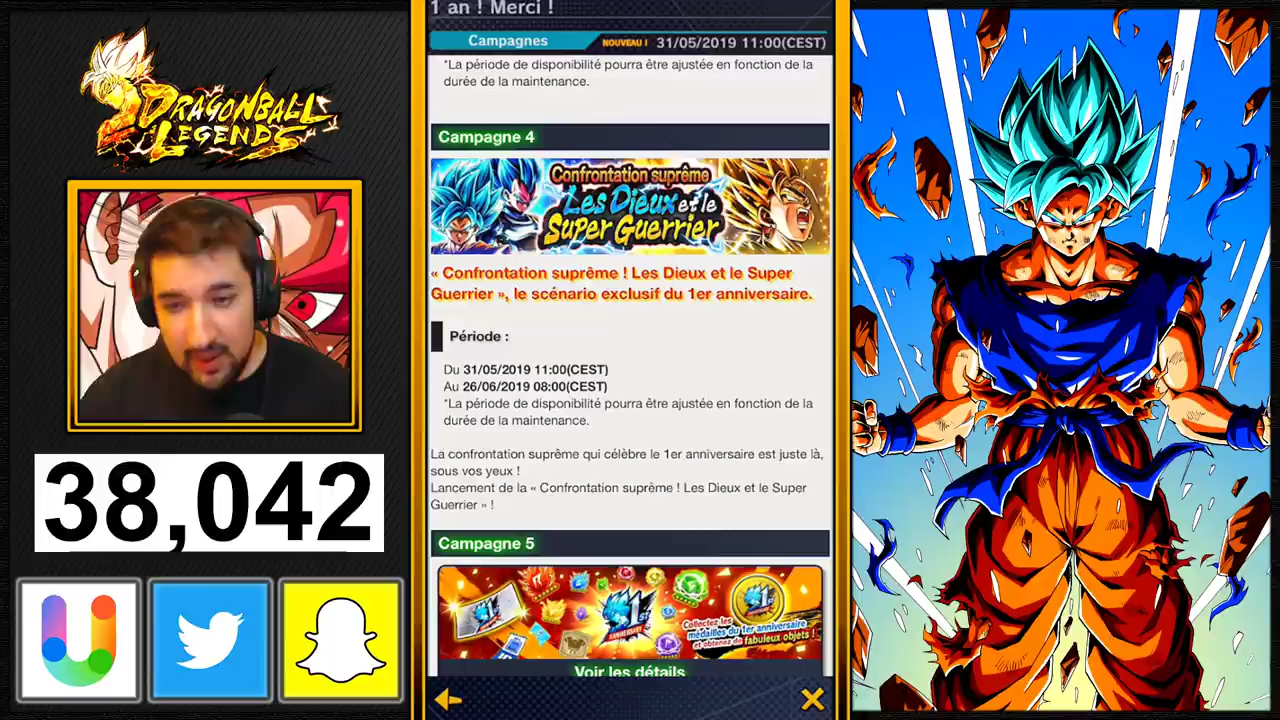 DRAGONBALL
LEGENDS
38,042
1 an ! Merci !
Campagnes
NOUVEAU ! 31/05/2019 11:00(CEST)
*La période de disponibilité pourra être ajustée en fonction de la
durée de la maintenance.
Campagne 4
Confrontation suprême
Les Dieux et le
Super Guerrier
« Confrontation suprême ! Les Dieux et le Super
Guerrier », le scénario exclusif du 1er anniversaire.
Période :
Du 31/05/2019 11:00(CEST)
Au 26/06/2019 08:00(CEST)
*La période de disponibilité pourra être ajustée en fonction de la
durée de la maintenance.
La confrontation suprême qui célèbre le 1er anniversaire est juste là,
sous vos yeux !
Lancement de la « Confrontation suprême ! Les Dieux et le Super
Guerrier » !
Campagne 5
1ST
ANNIVERSARY
Collectez les
médailles du 1er anniversaire
et obtenez de fabuleux objets !
Voir les détails